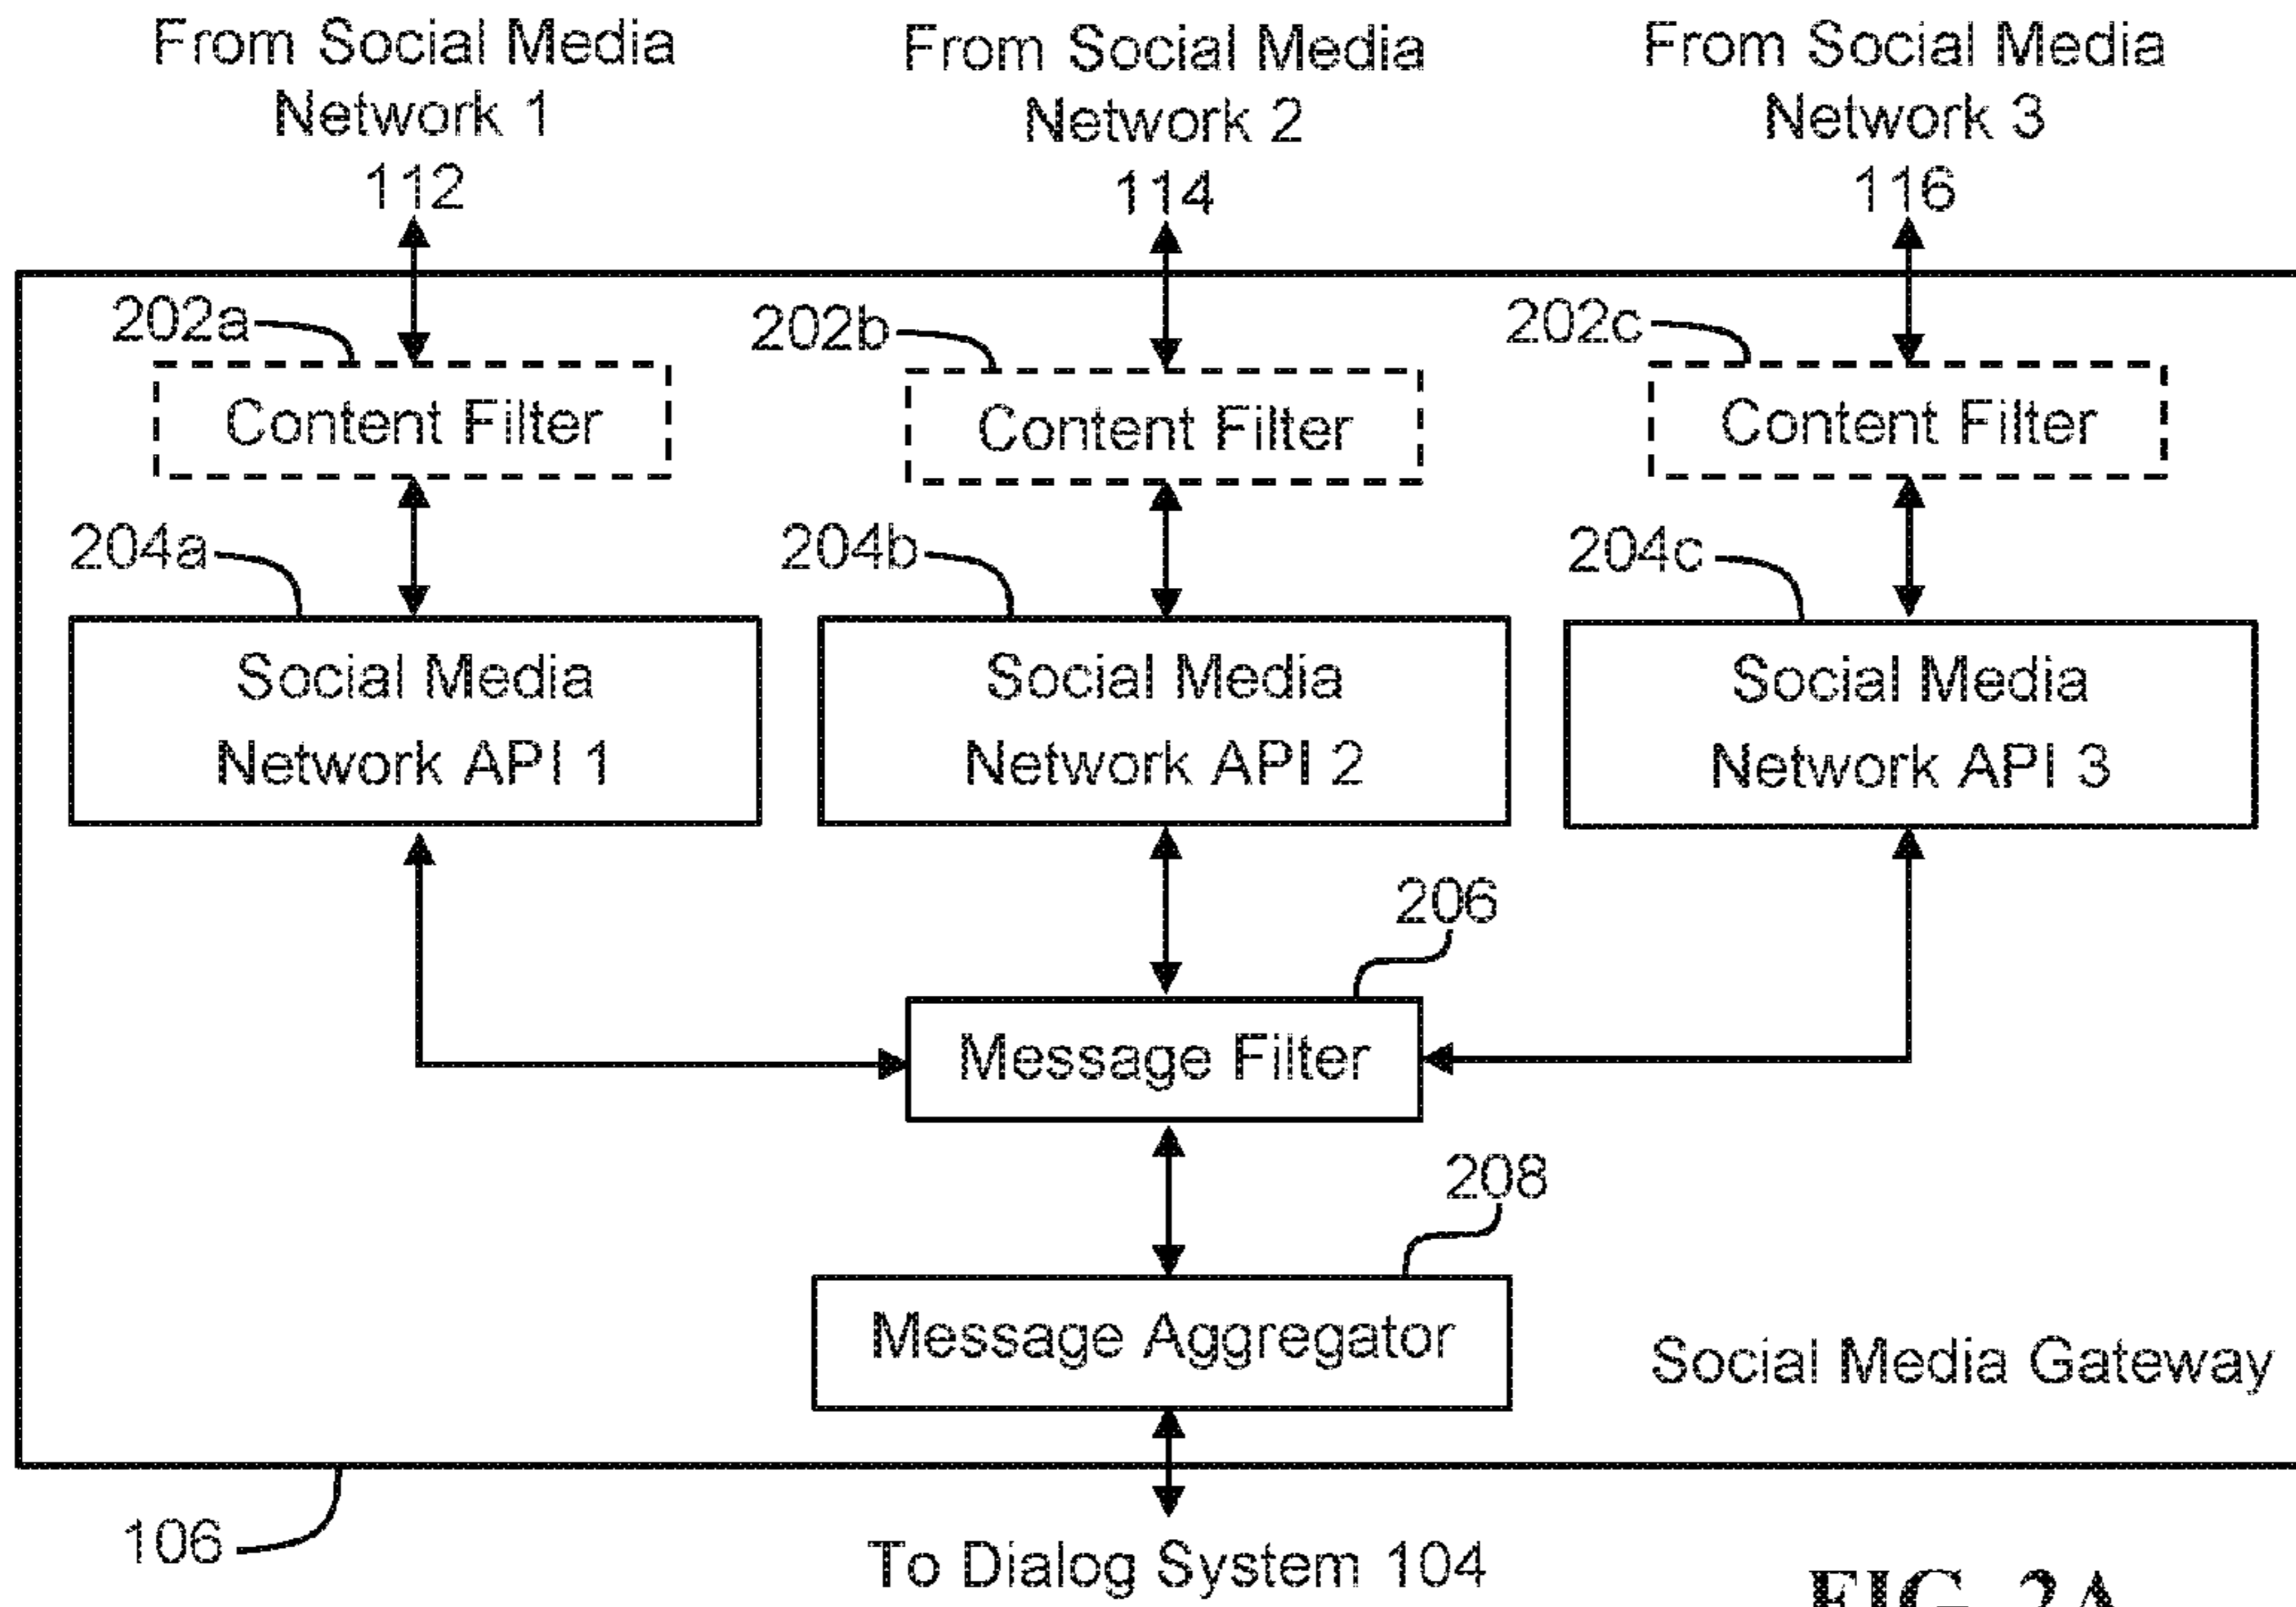 From Social Media
Network 1
112
From Social Media
Network 2
114
From Social Media
Network 3
116
202a
202b
202c
Content Filter
Content Filter
Content Filter
204a
204b
204c
Social Media
Network API 1
Social Media
Network API 2
Social Media
Network API 3
206
Message Filter
208
Message Aggregator
Social Media Gateway
106
To Dialog System 104
FIG. 2A